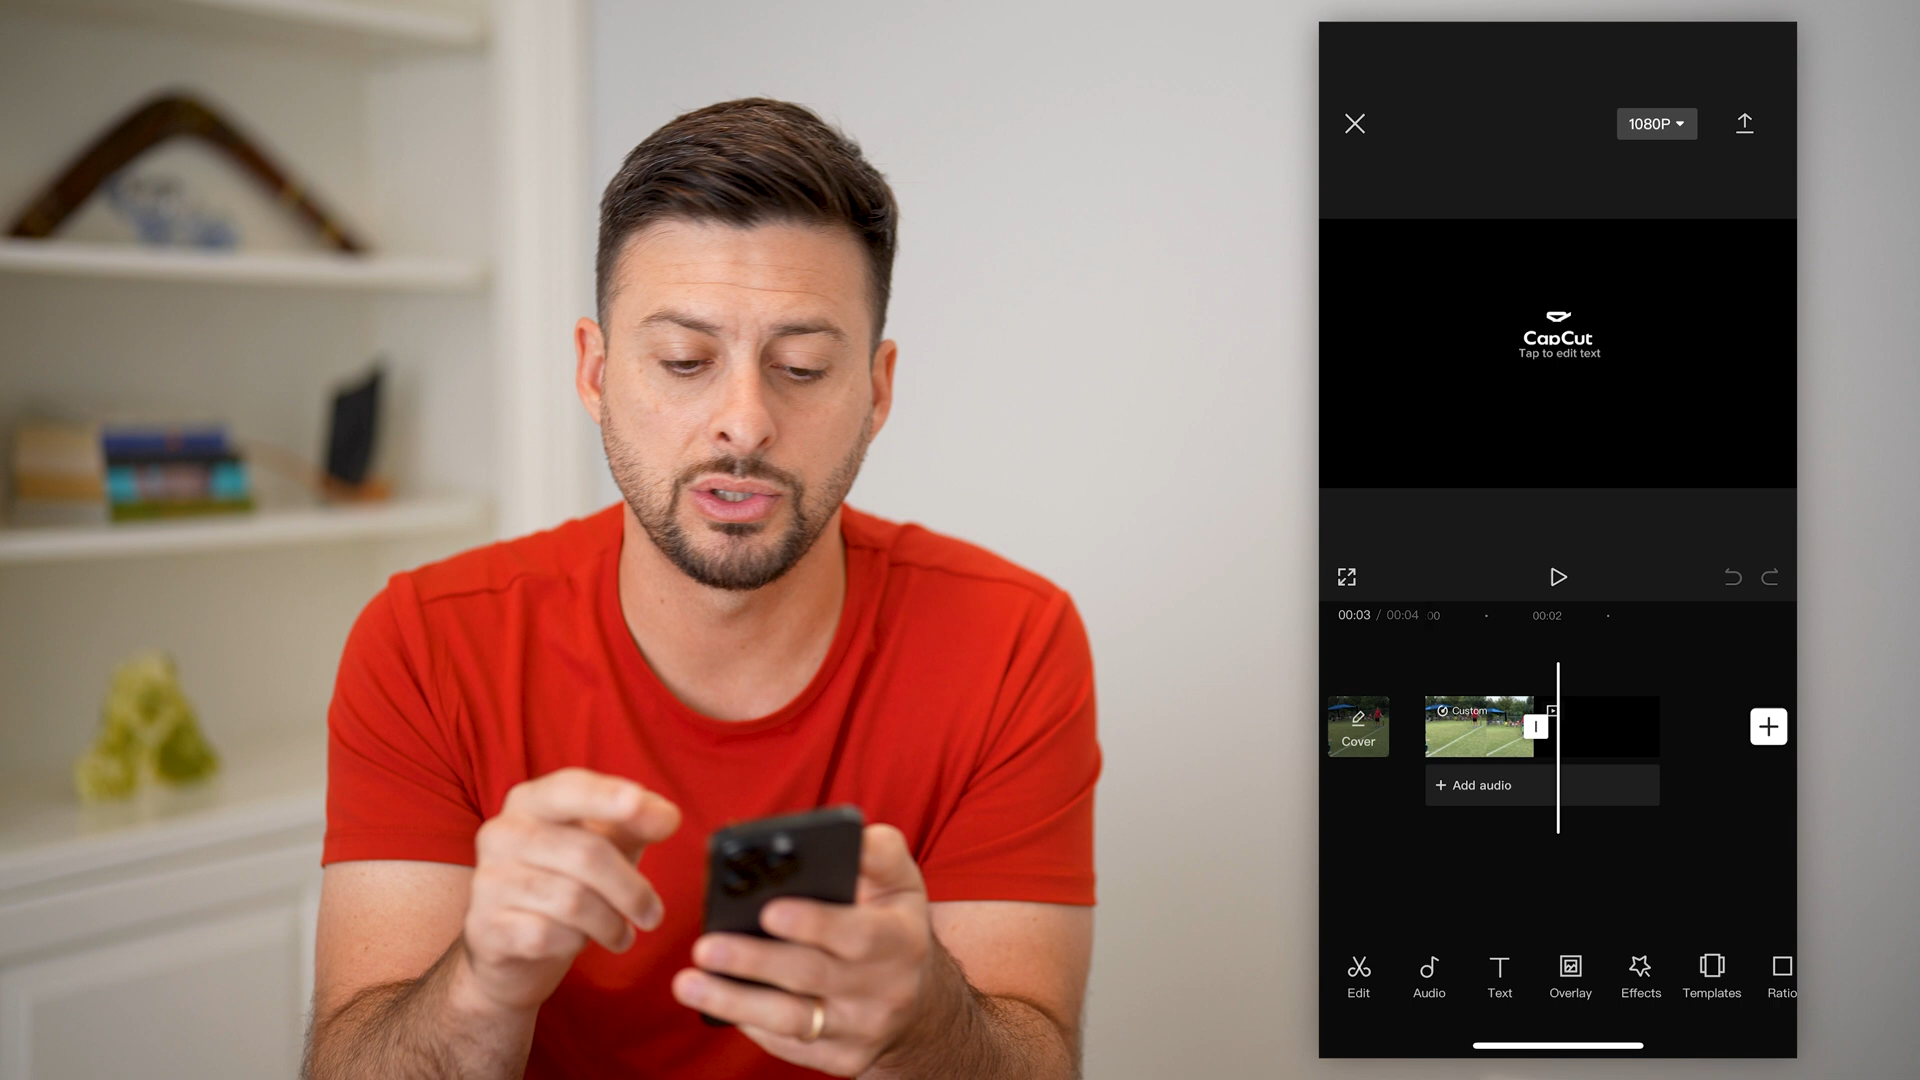 1080P
CapCut
Tap to edit text
00:03 / 00:04 00 00:02
Custom
Cover
+ Add audio
Edit Audio Text Overlay Effects Templates Ratio